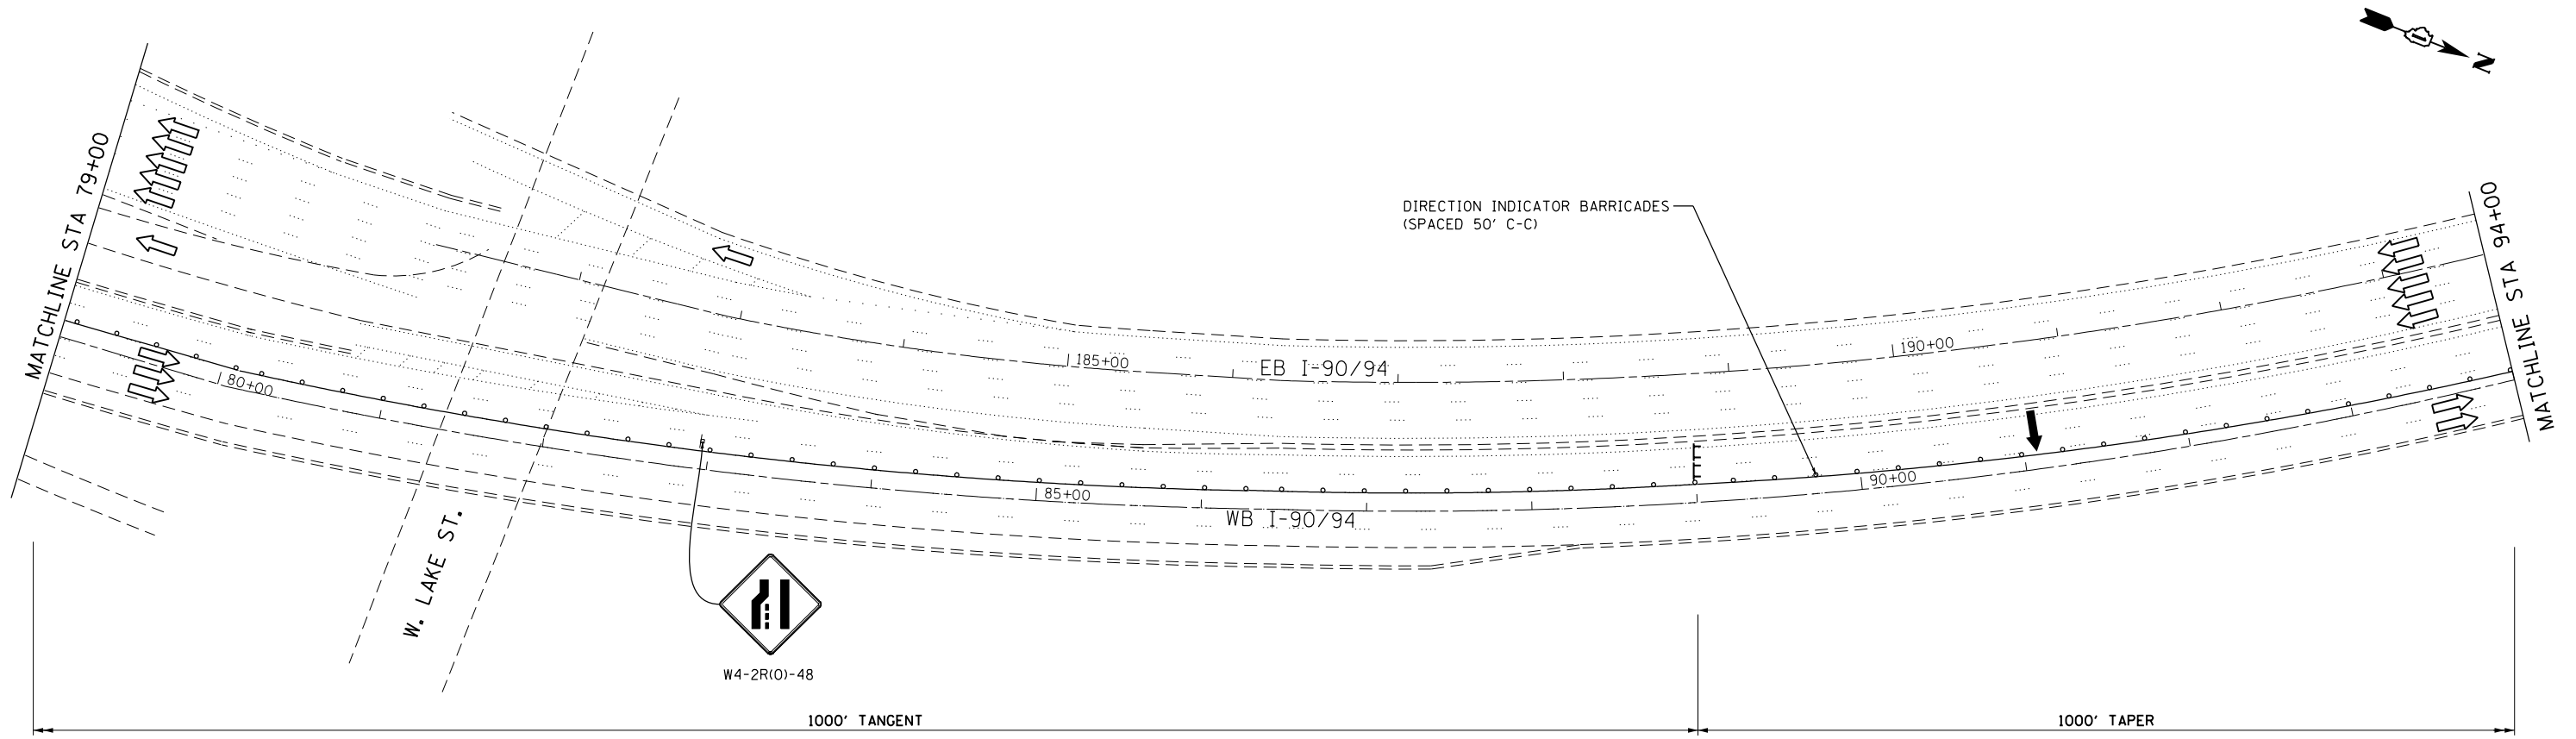 N
MATCHLINE STA 79+00
MATCHLINE STA 94+00
DIRECTION INDICATOR BARRICADES
(SPACED 50' C-C)
185+00
190+00
EB I-90/94
80+00
85+00
90+00
WB I-90/94
W. LAKE ST.
W4-2R(O)-48
1000' TANGENT
1000' TAPER